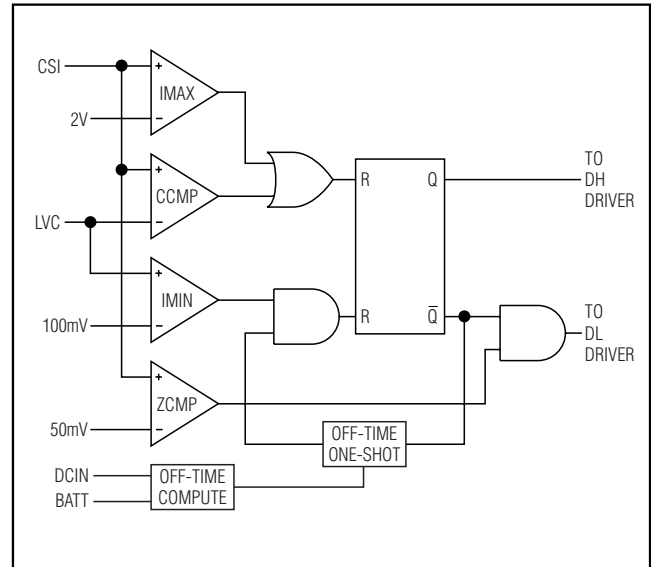 CSI
2V
LVC
100mV
50mV
DCIN
BATT
+
IMAX
−
+
CCMP
−
+
IMIN
−
+
ZCMP
−
OFF-TIME
COMPUTE
OFF-TIME
ONE-SHOT
R Q
R Q̅
TO
DH
DRIVER
TO
DL
DRIVER